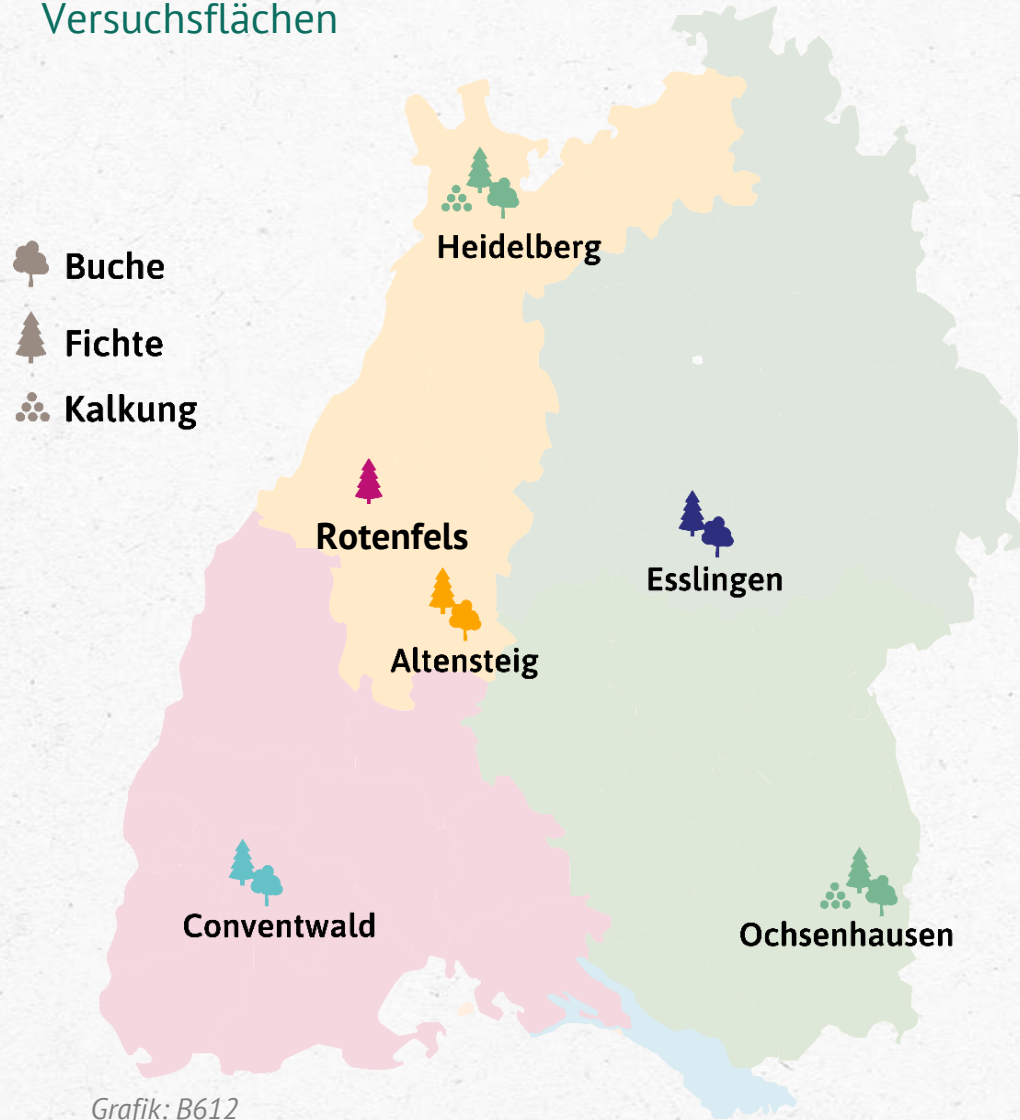 Versuchsflächen
Heidelberg
Buche
Fichte
Kalkung
Rotenfels
Esslingen
Altensteig
Conventwald
Ochsenhausen
Grafik: B612